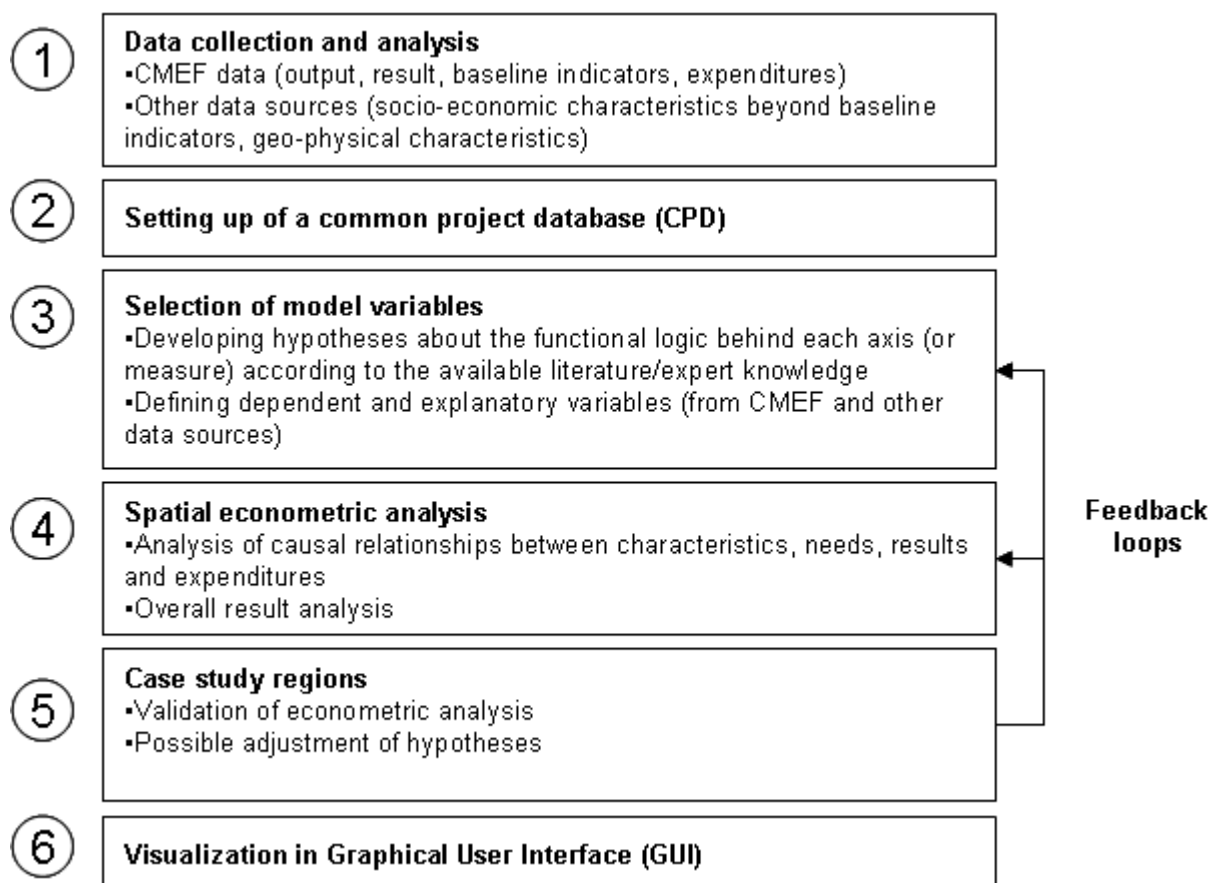 1
Data collection and analysis
▪CMEF data (output, result, baseline indicators, expenditures)
▪Other data sources (socio-economic characteristics beyond baseline
indicators, geo-physical characteristics)
2
Setting up of a common project database (CPD)
3
Selection of model variables
▪Developing hypotheses about the functional logic behind each axis (or
measure) according to the available literature/expert knowledge
▪Defining dependent and explanatory variables (from CMEF and other
data sources)
4
Spatial econometric analysis
▪Analysis of causal relationships between characteristics, needs, results
and expenditures
▪Overall result analysis
Feedback
loops
5
Case study regions
▪Validation of econometric analysis
▪Possible adjustment of hypotheses
6
Visualization in Graphical User Interface (GUI)